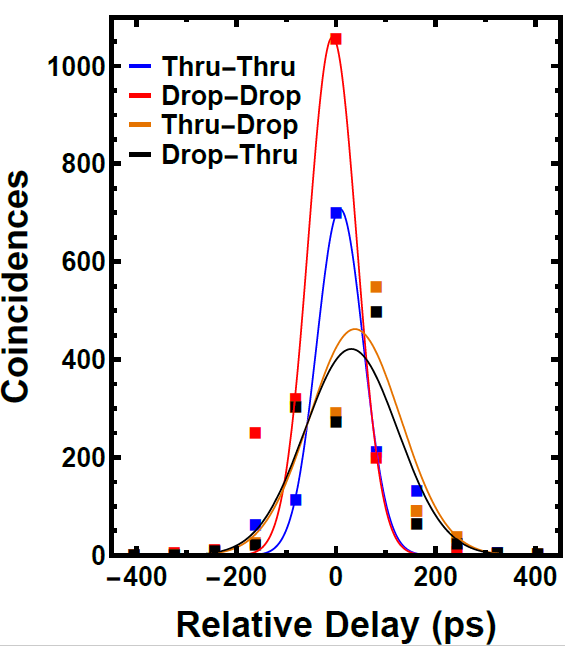 1000
800
600
400
200
0
Coincidences
Thru–Thru
Drop–Drop
Thru–Drop
Drop–Thru
−400 −200 0 200 400
Relative Delay (ps)